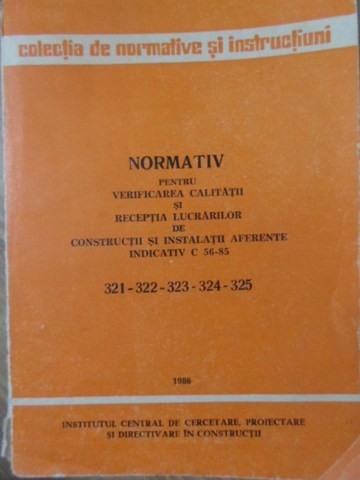 colecția de normative și instrucțiuni
NORMATIV
PENTRU
VERIFICAREA CALITĂȚII
ȘI
RECEPȚIA LUCRĂRILOR
DE
CONSTRUCȚII ȘI INSTALAȚII AFERENTE
INDICATIV C 56-85
321-322-323-324-325
1986
INSTITUTUL CENTRAL DE CERCETARE, PROIECTARE
ȘI DIRECTIVARE ÎN CONSTRUCȚII